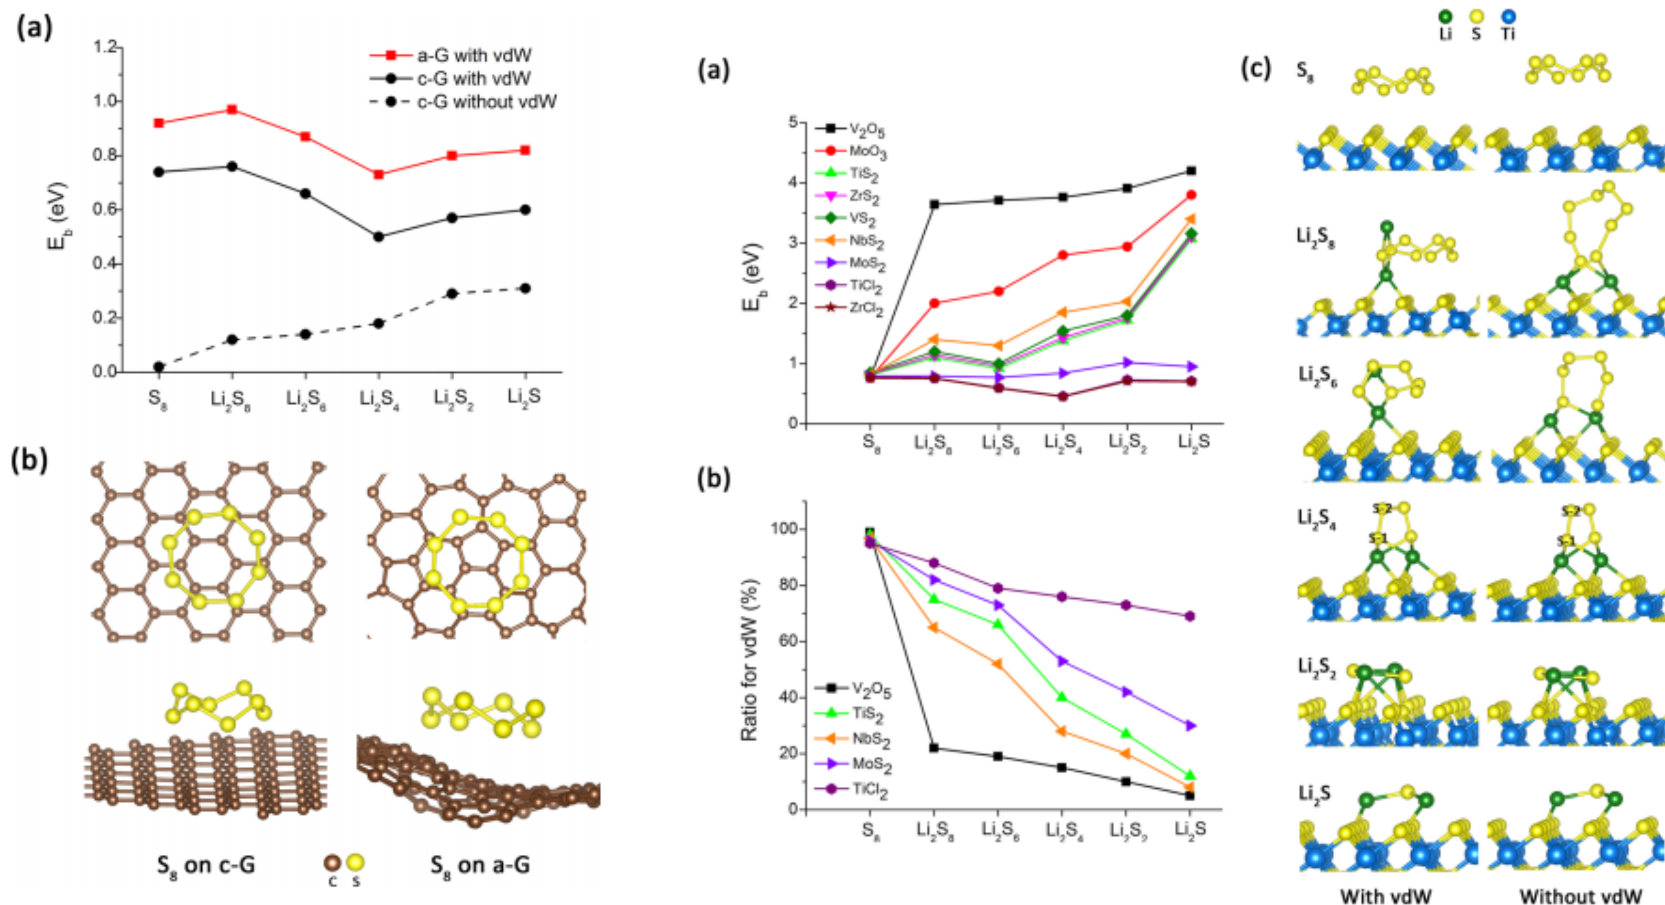 (a)
1.2
1.0
0.8
0.6
0.4
0.2
0.0
E_b (eV)
a-G with vdW
c-G with vdW
c-G without vdW
S₈
Li₂S₈
Li₂S₆
Li₂S₄
Li₂S₂
Li₂S
(b)
S₈ on c-G
C
S
S₈ on a-G
(a)
5
4
3
2
1
0
E_b (eV)
V₂O₅
MoO₃
TiS₂
ZrS₂
VS₂
NbS₂
MoS₂
TiCl₂
ZrCl₂
S₈
Li₂S₈
Li₂S₆
Li₂S₄
Li₂S₂
Li₂S
(b)
100
80
60
40
20
0
Ratio for vdW (%)
V₂O₅
TiS₂
NbS₂
MoS₂
TiCl₂
S₈
Li₂S₈
Li₂S₆
Li₂S₄
Li₂S₂
Li₂S
(c)
Li
S
Ti
S₈
Li₂S₈
Li₂S₆
Li₂S₄
S-2
S-1
S-2
S-1
Li₂S₂
Li₂S
With vdW
Without vdW